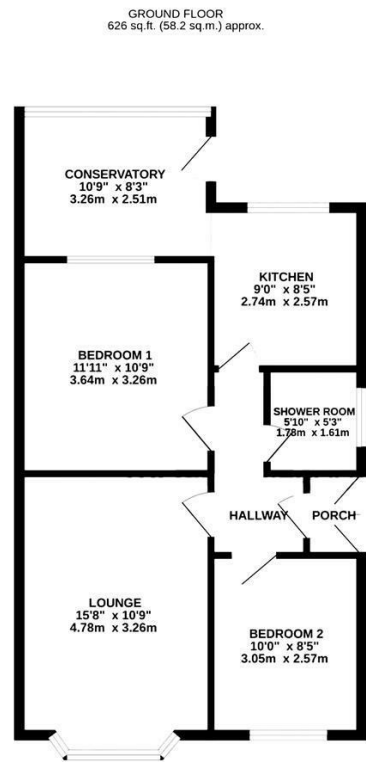 GROUND FLOOR
626 sq.ft. (58.2 sq.m.) approx.
CONSERVATORY
10'9" x 8'3"
3.26m x 2.51m
KITCHEN
9'0" x 8'5"
2.74m x 2.57m
BEDROOM 1
11'11" x 10'9"
3.64m x 3.26m
SHOWER ROOM
5'10" x 5'3"
1.78m x 1.61m
HALLWAY
PORCH
LOUNGE
15'8" x 10'9"
4.78m x 3.26m
BEDROOM 2
10'0" x 8'5"
3.05m x 2.57m